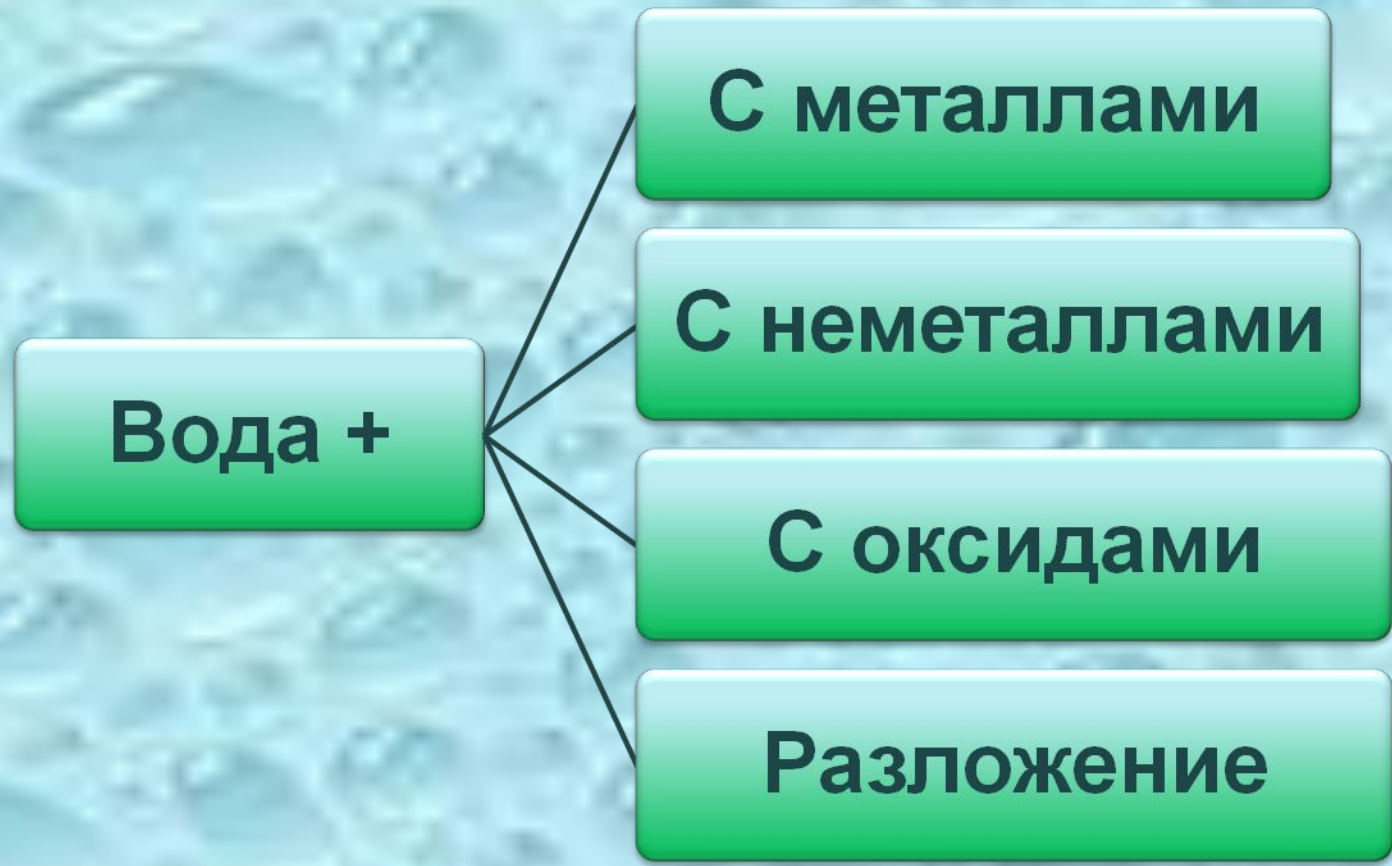 Вода +
С металлами
С неметаллами
С оксидами
Разложение